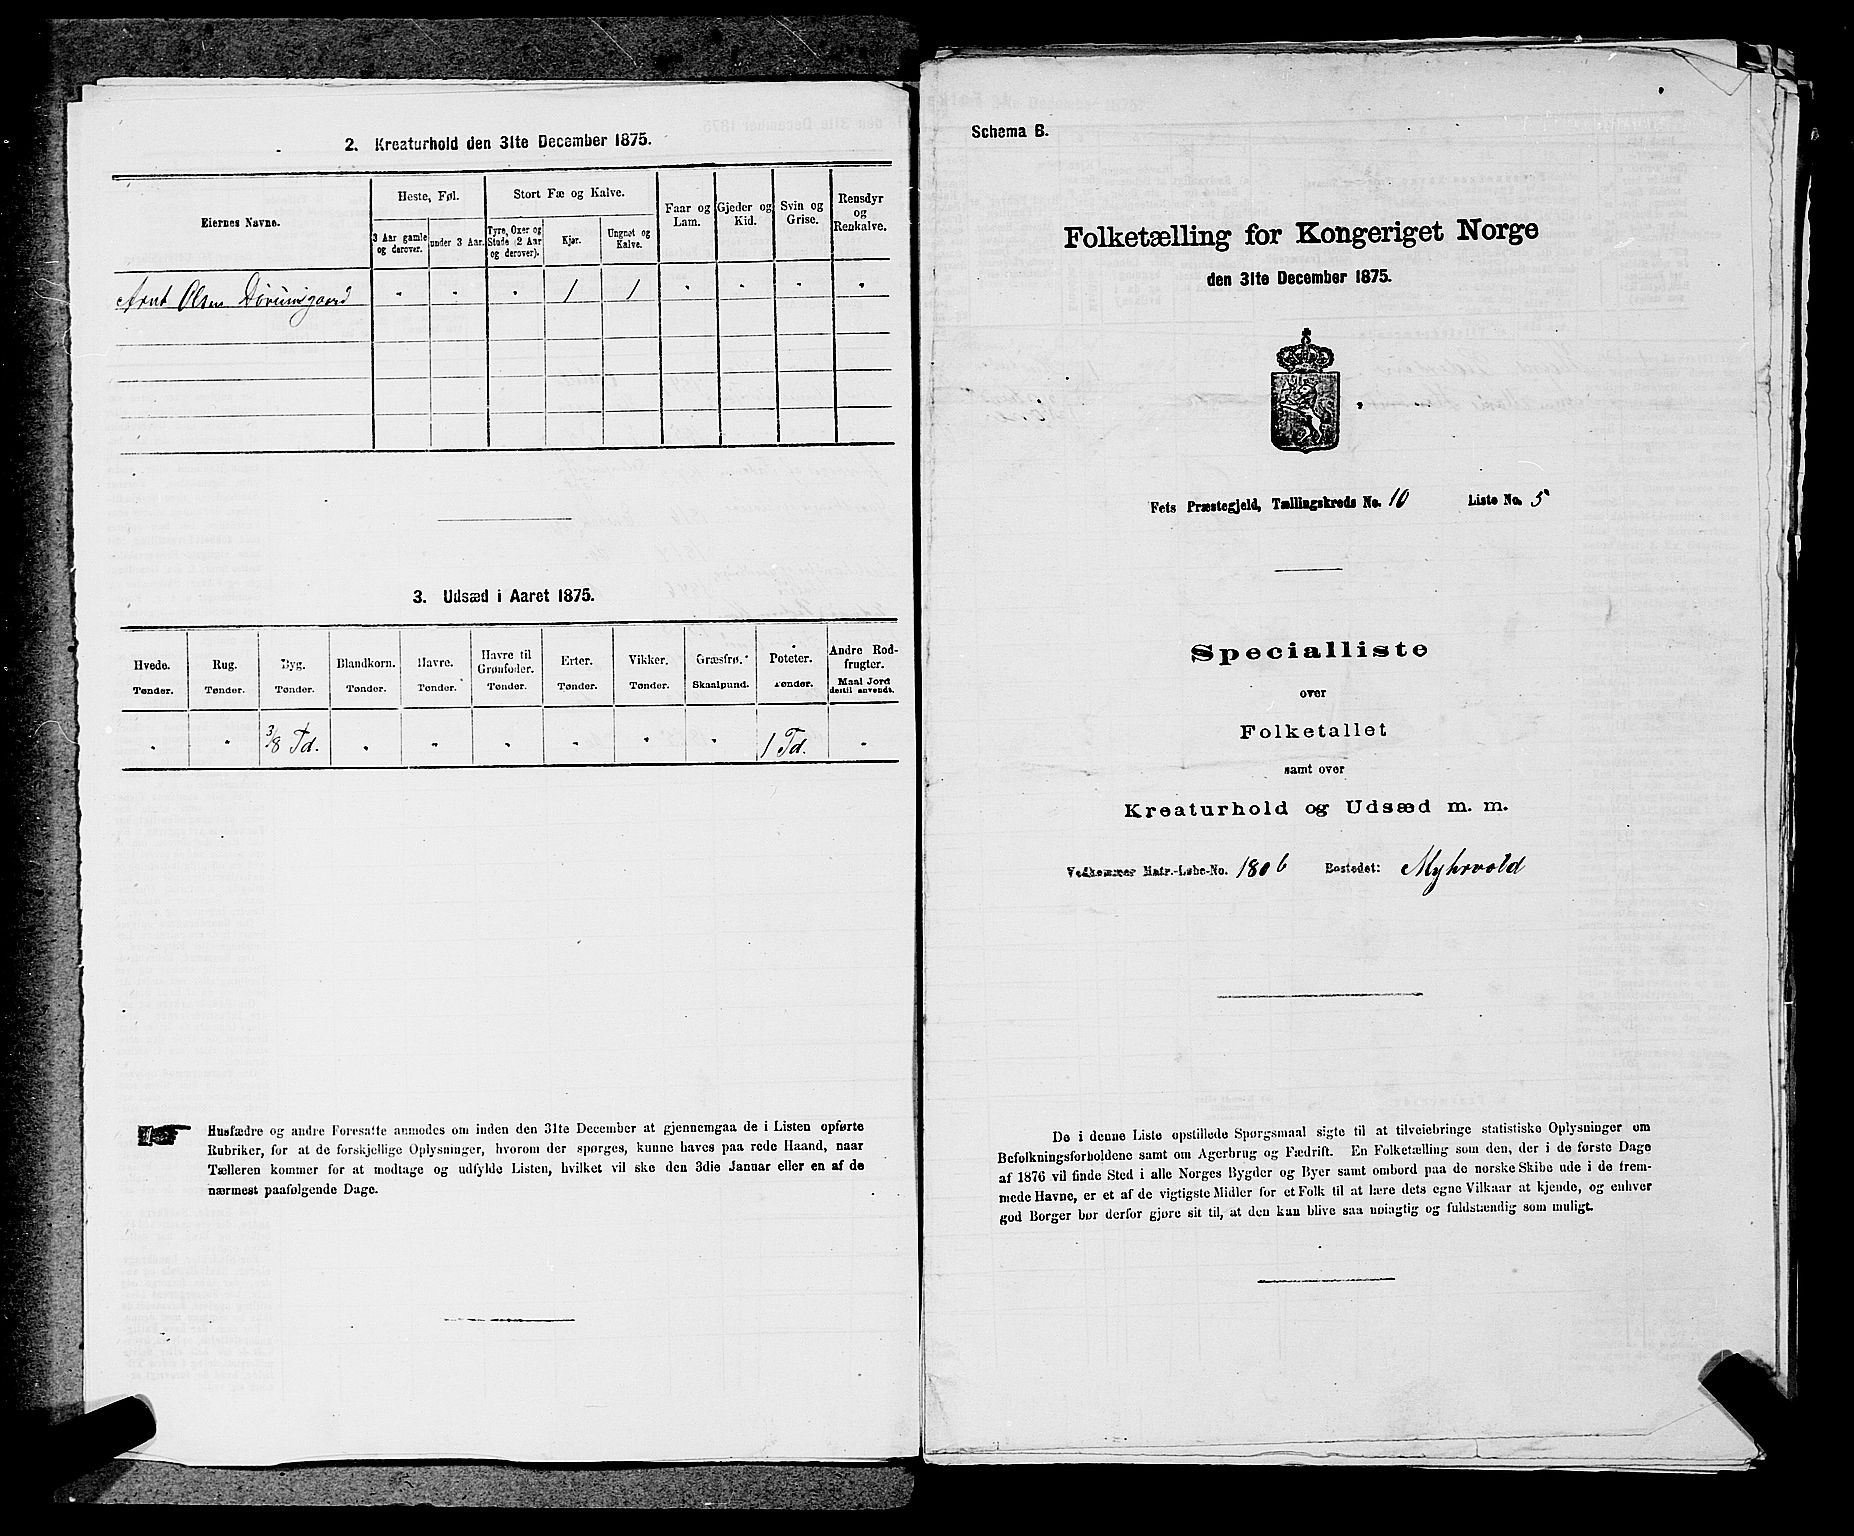 2. Kreaturhold den 31te December 1875.
Eiernes Navne.
Heste, Føl.
Stort Fæ og Kalve.
Faar og Lam.
Gjeder og Kid.
Svin og Grise.
Rensdyr og Renkalve.
3 Aar gamle og derover.
under 3 Aar.
Tyre, Oxer og Stude (2 Aar og derover).
Kjør.
Ungnøt og Kalve.
Arnt Olsen Dørumgaard " " " 1 1 " " " "
3. Udsæd i Aaret 1875.
Hvede. Rug. Byg. Blandkorn. Havre. Havre til Grønfoder. Erter. Vikker. Græsfrø. Poteter. Andre Rodfrugter.
Tønder. Tønder. Tønder. Tønder. Tønder. Tønder. Tønder. Tønder. Skaalpund. Tønder. Maal Jord dertil anvendt.
" " 3/8 Td. " " " " " " 1 Td. "
Husfædre og andre Foresatte anmodes om inden den 31te December at gjennemgaa de i Listen opførte
Rubriker, for at de forskjellige Oplysninger, hvorom der spørges, kunne haves paa rede Haand, naar
Tælleren kommer for at modtage og udfylde Listen, hvilket vil ske den 3die Januar eller en af de
nærmest paafølgende Dage.
Schema B.
Folketælling for Kongeriget Norge
den 31te December 1875.
Fets Præstegjeld, Tællingskreds No. 10 Liste No. 5
Specialliste
over
Folketallet
samt over
Kreaturhold og Udsæd m. m.
Vedkommer Matr.-Løbe-No. 180 b Bostedet: Myhrvold
De i denne Liste opstillede Spørgsmaal sigte til at tilveiebringe statistiske Oplysninger om
Befolkningsforholdene samt om Agerbrug og Fædrift. En Folketælling som den, der i de første Dage
af 1876 vil finde Sted i alle Norges Bygder og Byer samt ombord paa de norske Skibe ude i de frem-
mede Havne, er et af de vigtigste Midler for et Folk til at lære dets egne Vilkaar at kjende, og enhver
god Borger bør derfor gjøre sit til, at den kan blive saa nøiagtig og fuldstændig som muligt.